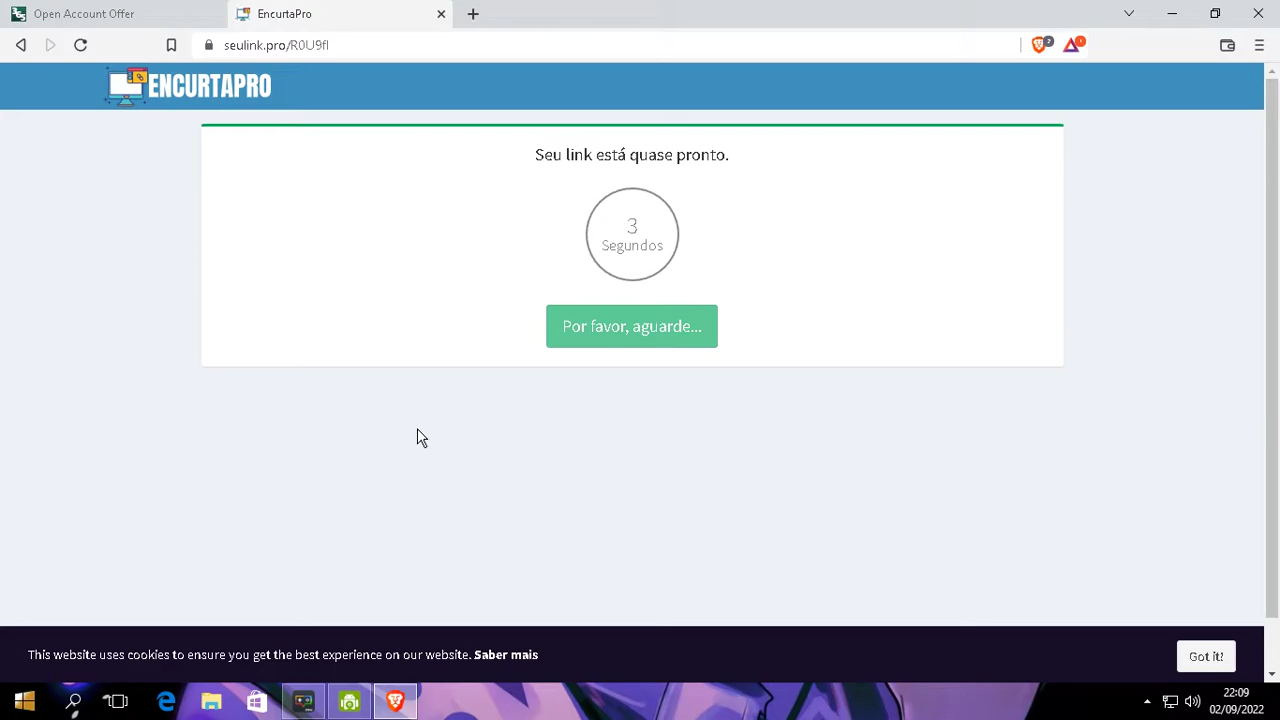 Open Account Offer
EncurtaPro
seulink.pro/R0U9fl
ENCURTAPRO
Seu link está quase pronto.
3
Segundos
Por favor, aguarde...
This website uses cookies to ensure you get the best experience on our website. Saber mais
Got it!
22:09
02/09/2022